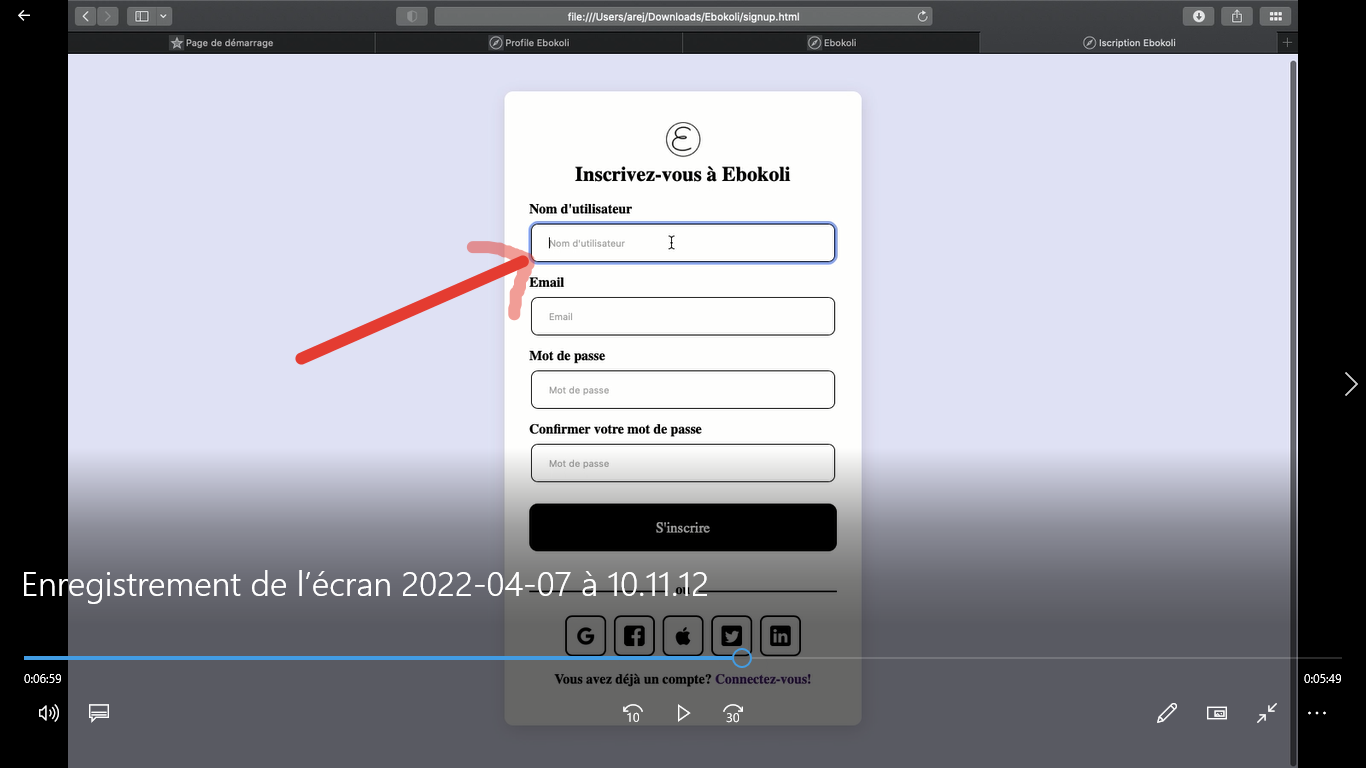 file:///Users/arej/Downloads/Ebokoli/signup.html
Page de démarrage
Profile Ebokoli
Ebokoli
Iscription Ebokoli
Inscrivez-vous à Ebokoli
Nom d'utilisateur
Nom d'utilisateur
Email
Email
Mot de passe
Mot de passe
Confirmer votre mot de passe
Mot de passe
S'inscrire
Enregistrement de l’écran 2022-04-07 à 10.11.12
ou
Vous avez déjà un compte? Connectez-vous!
0:06:59
0:05:49
10
30